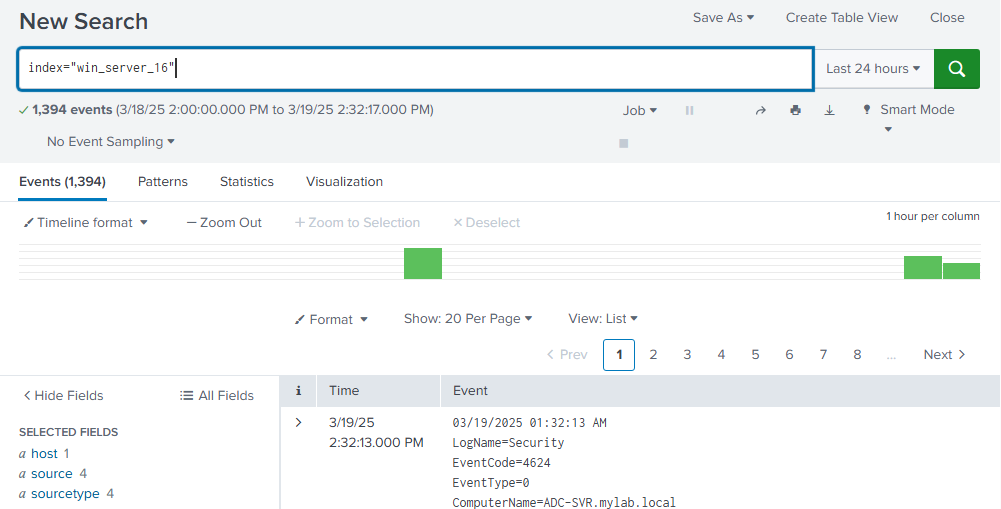 New Search
Save As ▾ Create Table View Close
index="win_server_16"
Last 24 hours ▾
✓ 1,394 events (3/18/25 2:00:00.000 PM to 3/19/25 2:32:17.000 PM)
Job ▾
Smart Mode ▾
No Event Sampling ▾
Events (1,394) Patterns Statistics Visualization
Timeline format ▾ — Zoom Out + Zoom to Selection × Deselect
1 hour per column
Format ▾ Show: 20 Per Page ▾ View: List ▾
< Prev 1 2 3 4 5 6 7 8 ... Next >
< Hide Fields All Fields
i Time Event
SELECTED FIELDS
a host 1
a source 4
a sourcetype 4
> 3/19/25
2:32:13.000 PM
03/19/2025 01:32:13 AM
LogName=Security
EventCode=4624
EventType=0
ComputerName=ADC-SVR.mylab.local